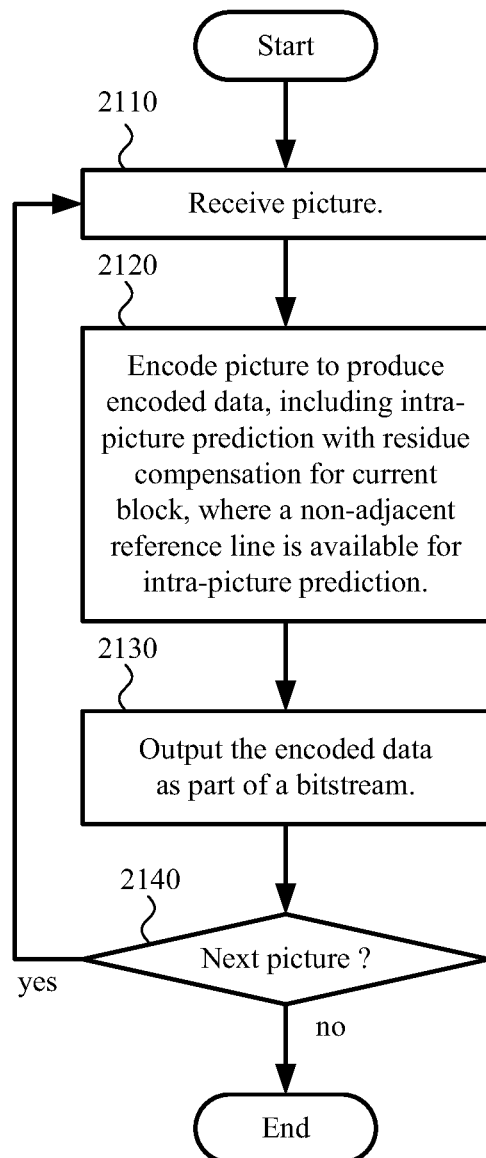 Start
2110
Receive picture.
2120
Encode picture to produce
encoded data, including intra-
picture prediction with residue
compensation for current
block, where a non-adjacent
reference line is available for
intra-picture prediction.
2130
Output the encoded data
as part of a bitstream.
2140
Next picture ?
yes
no
End